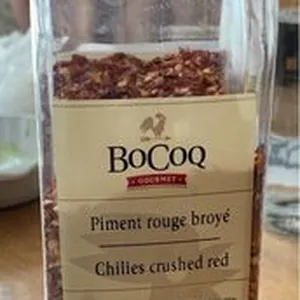 BOCOQ
GOURMET
Piment rouge broyé
Chilies crushed red